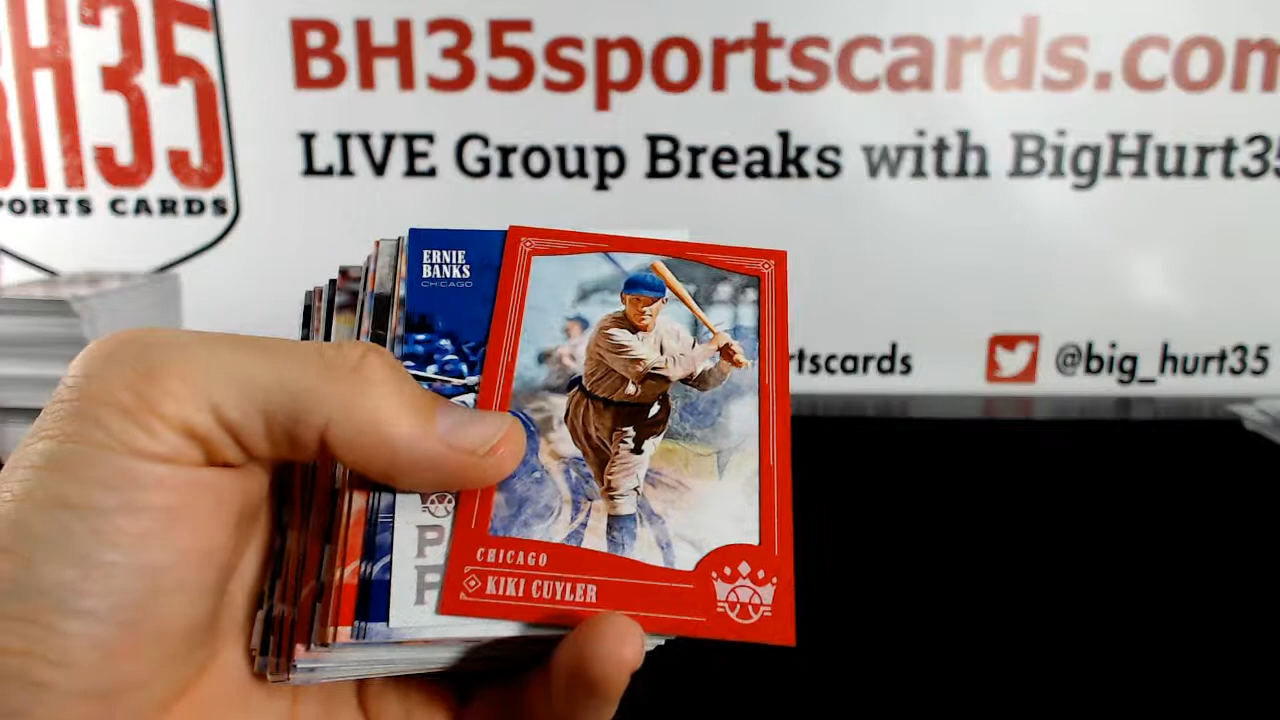 BH35
PORTS CARDS
BH35sportscards.com
LIVE Group Breaks with BigHurt35
rtscards
@big_hurt35
ERNIE
BANKS
CHICAGO
P
F
CHICAGO
KIKI CUYLER